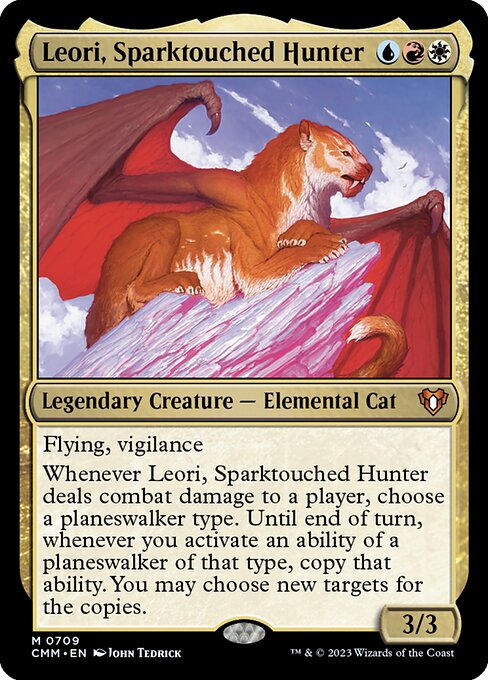 Leori, Sparktouched Hunter
Legendary Creature — Elemental Cat
Flying, vigilance
Whenever Leori, Sparktouched Hunter
deals combat damage to a player, choose
a planeswalker type. Until end of turn,
whenever you activate an ability of a
planeswalker of that type, copy that
ability. You may choose new targets for
the copies.
3/3
M 0709
CMM • EN John Tedrick
™ & © 2023 Wizards of the Coast